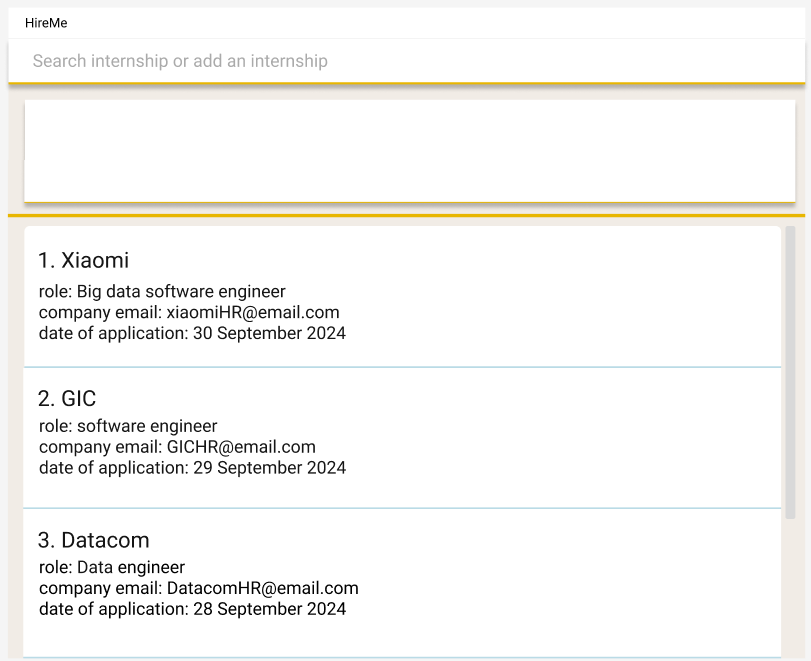 HireMe
Search internship or add an internship
1. Xiaomi
role: Big data software engineer
company email: xiaomiHR@email.com
date of application: 30 September 2024
2. GIC
role: software engineer
company email: GICHR@email.com
date of application: 29 September 2024
3. Datacom
role: Data engineer
company email: DatacomHR@email.com
date of application: 28 September 2024